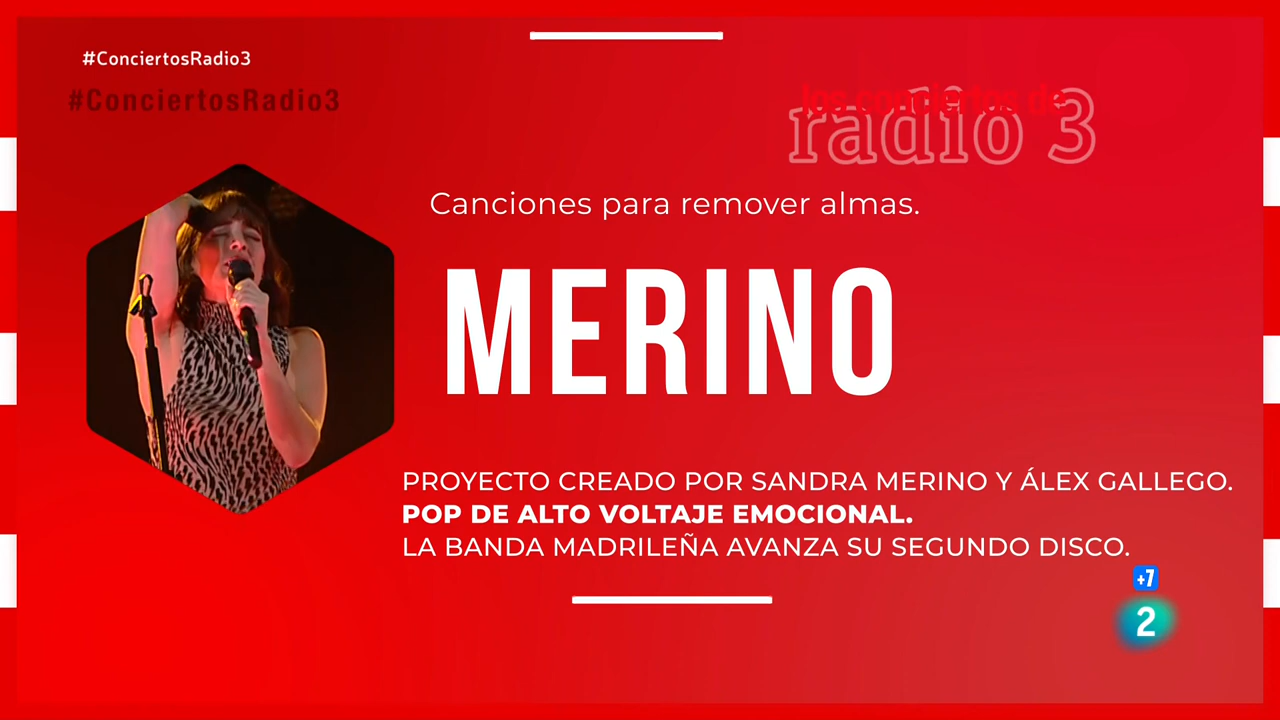 #ConciertosRadio3
#ConciertosRadio3
los conciertos de
radio 3
Canciones para remover almas.
MERINO
PROYECTO CREADO POR SANDRA MERINO Y ÁLEX GALLEGO.
POP DE ALTO VOLTAJE EMOCIONAL.
LA BANDA MADRILEÑA AVANZA SU SEGUNDO DISCO.
+7
2